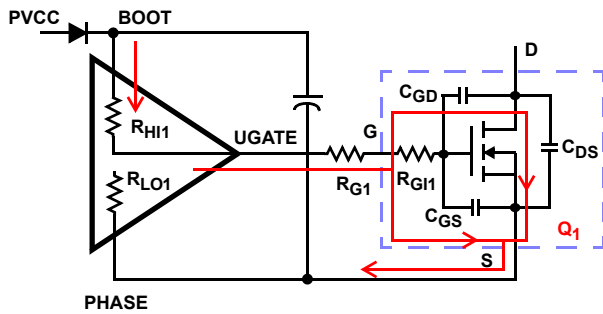 PVCC
BOOT
D
CGD
RHI1
UGATE
G
CDS
RLO1
RG1
RGI1
CGS
Q1
S
PHASE